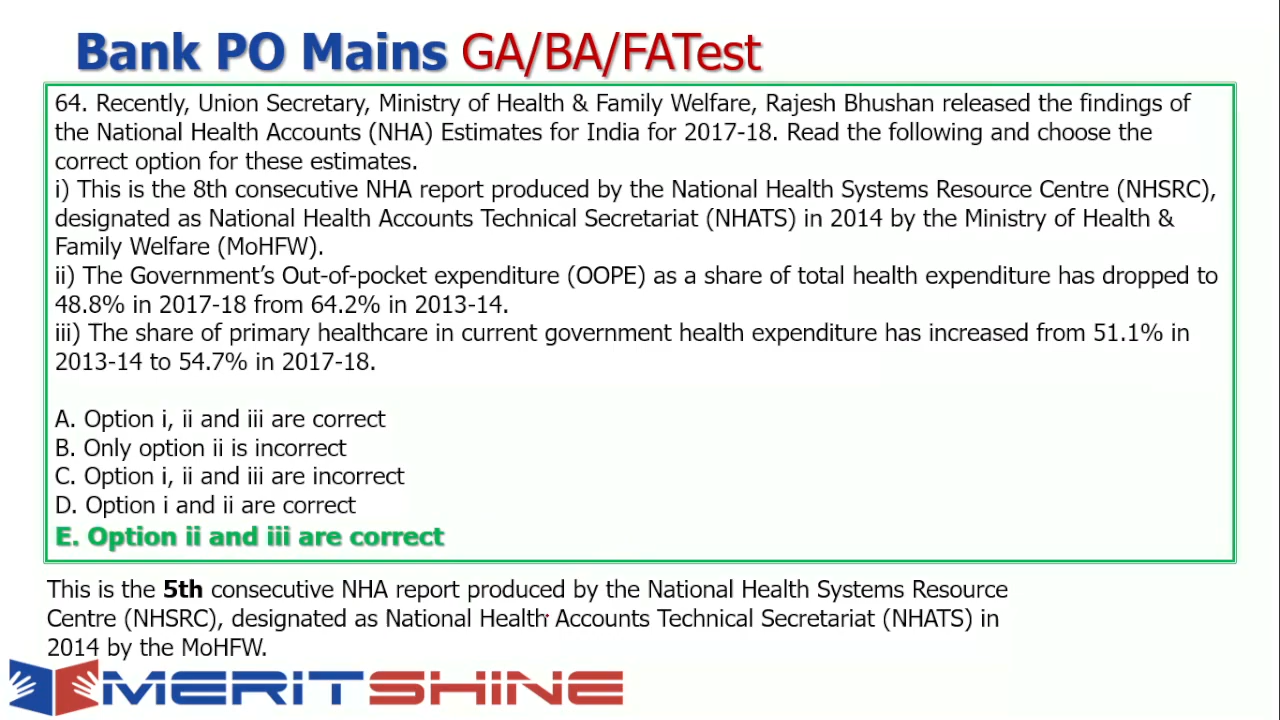 Bank PO Mains GA/BA/FATest
64. Recently, Union Secretary, Ministry of Health & Family Welfare, Rajesh Bhushan released the findings of
the National Health Accounts (NHA) Estimates for India for 2017-18. Read the following and choose the
correct option for these estimates.
i) This is the 8th consecutive NHA report produced by the National Health Systems Resource Centre (NHSRC),
designated as National Health Accounts Technical Secretariat (NHATS) in 2014 by the Ministry of Health &
Family Welfare (MoHFW).
ii) The Government's Out-of-pocket expenditure (OOPE) as a share of total health expenditure has dropped to
48.8% in 2017-18 from 64.2% in 2013-14.
iii) The share of primary healthcare in current government health expenditure has increased from 51.1% in
2013-14 to 54.7% in 2017-18.
A. Option i, ii and iii are correct
B. Only option ii is incorrect
C. Option i, ii and iii are incorrect
D. Option i and ii are correct
E. Option ii and iii are correct
This is the 5th consecutive NHA report produced by the National Health Systems Resource
Centre (NHSRC), designated as National Health Accounts Technical Secretariat (NHATS) in
2014 by the MoHFW.
MERITSHINE